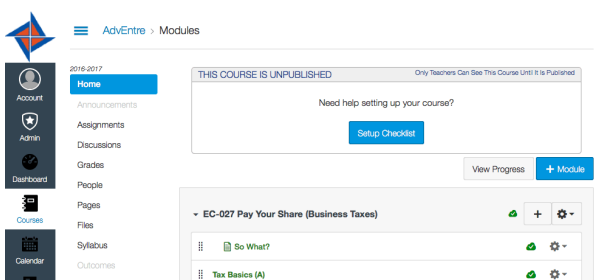 AdvEntre > Modules
2016-2017
Home
Announcements
Assignments
Discussions
Grades
People
Pages
Files
Syllabus
Outcomes
Account
Admin
Dashboard
Courses
Calendar
THIS COURSE IS UNPUBLISHED
Only Teachers Can See This Course Until It Is Published
Need help setting up your course?
Setup Checklist
View Progress
+ Module
EC-027 Pay Your Share (Business Taxes)
So What?
Tax Basics (A)